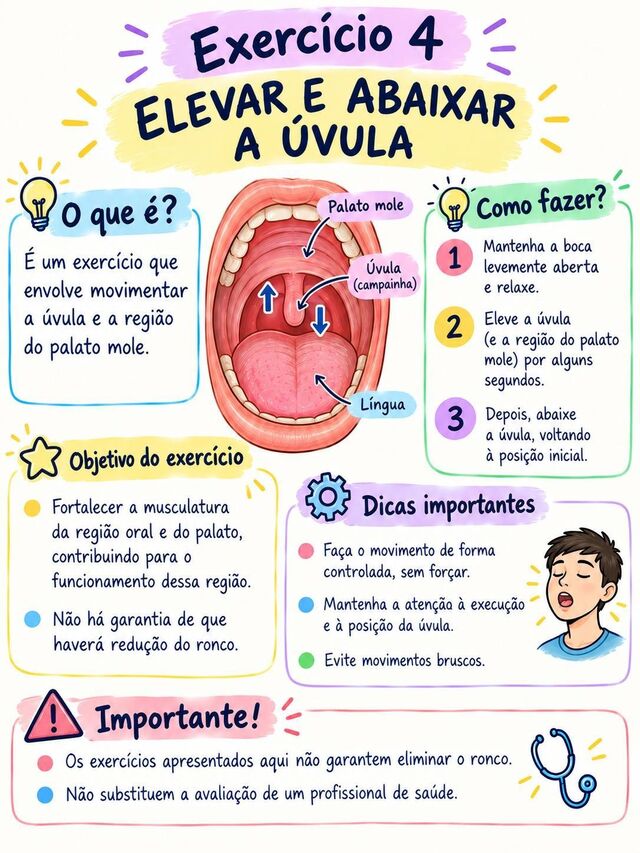 Exercício 4
ELEVAR E ABAIXAR
A ÚVULA
O que é?
É um exercício que
envolve movimentar
a úvula e a região
do palato mole.
Palato mole
Úvula
(campainha)
Língua
Como fazer?
1
Mantenha a boca
levemente aberta
e relaxe.
2
Eleve a úvula
(e a região do palato
mole) por alguns
segundos.
3
Depois, abaixe
a úvula, voltando
à posição inicial.
Objetivo do exercício
Fortalecer a musculatura
da região oral e do palato,
contribuindo para o
funcionamento dessa região.
Não há garantia de que
haverá redução do ronco.
Dicas importantes
Faça o movimento de forma
controlada, sem forçar.
Mantenha a atenção à execução
e à posição da úvula.
Evite movimentos bruscos.
Importante!
Os exercícios apresentados aqui não garantem eliminar o ronco.
Não substituem a avaliação de um profissional de saúde.